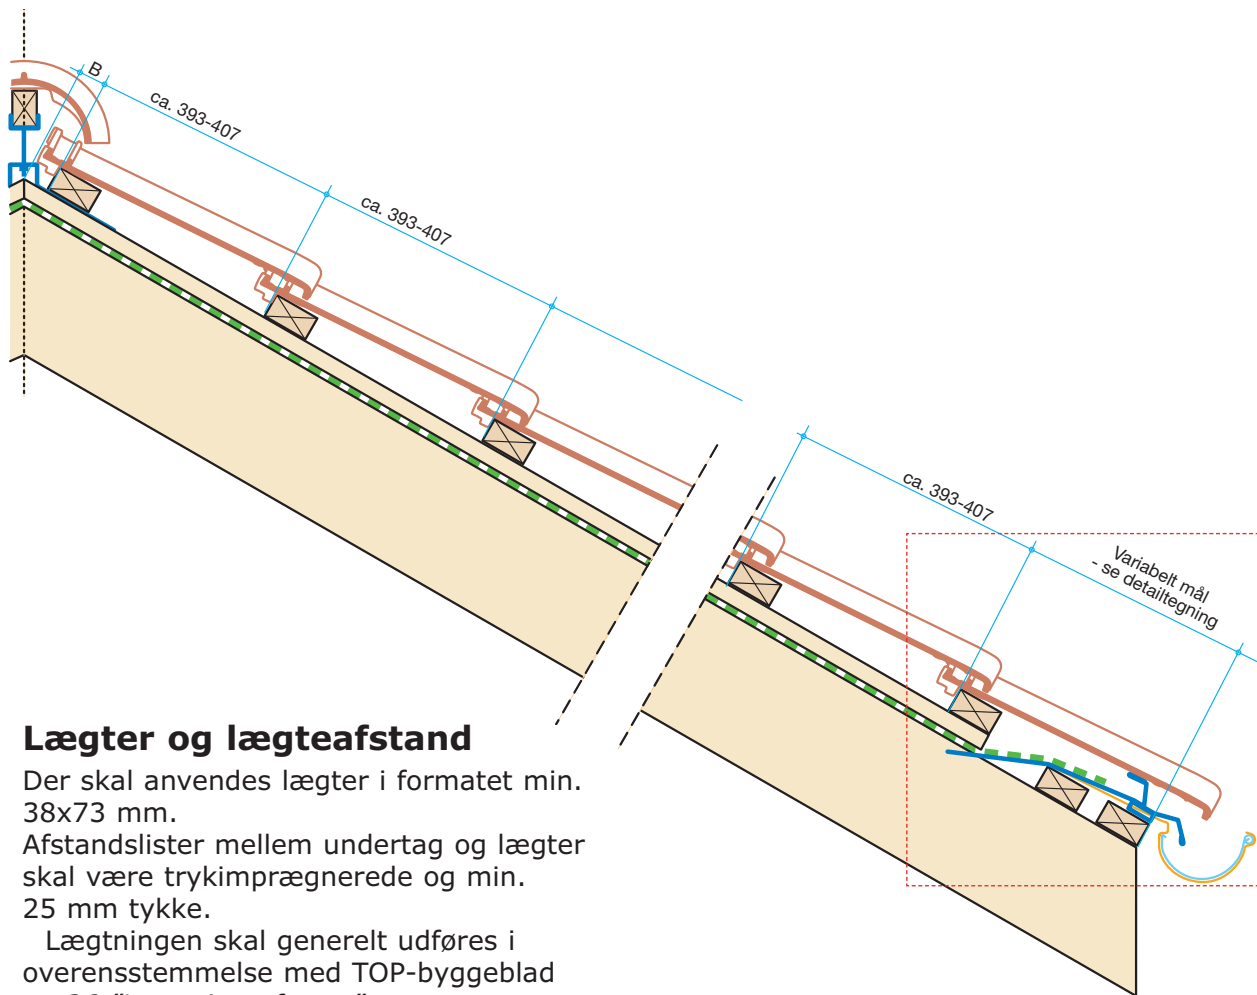 B
ca. 393-407
ca. 393-407
ca. 393-407
Variabelt mål
- se detailtegning
Lægter og lægteafstand
Der skal anvendes lægter i formatet min.
38x73 mm.
Afstandslister mellem undertag og lægter
skal være trykimprægnerede og min.
25 mm tykke.
Lægtningen skal generelt udføres i
overensstemmelse med TOP-byggeblad